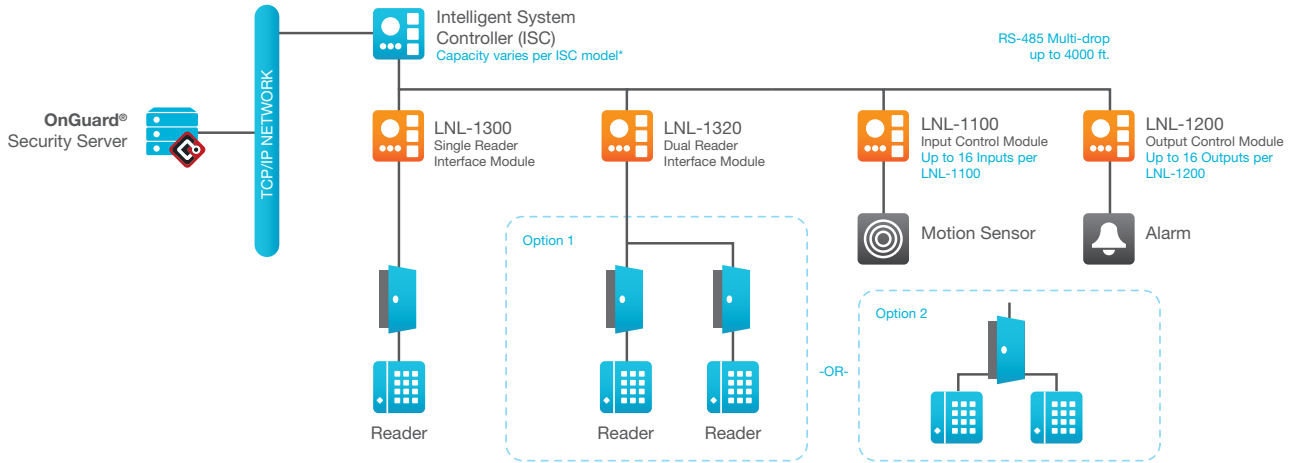 OnGuard®
Security Server
TCP/IP NETWORK
Intelligent System
Controller (ISC)
Capacity varies per ISC model*
RS-485 Multi-drop
up to 4000 ft.
LNL-1300
Single Reader
Interface Module
LNL-1320
Dual Reader
Interface Module
LNL-1100
Input Control Module
Up to 16 Inputs per
LNL-1100
LNL-1200
Output Control Module
Up to 16 Outputs per
LNL-1200
Motion Sensor
Alarm
Option 1
Reader
Reader
Reader
-OR-
Option 2